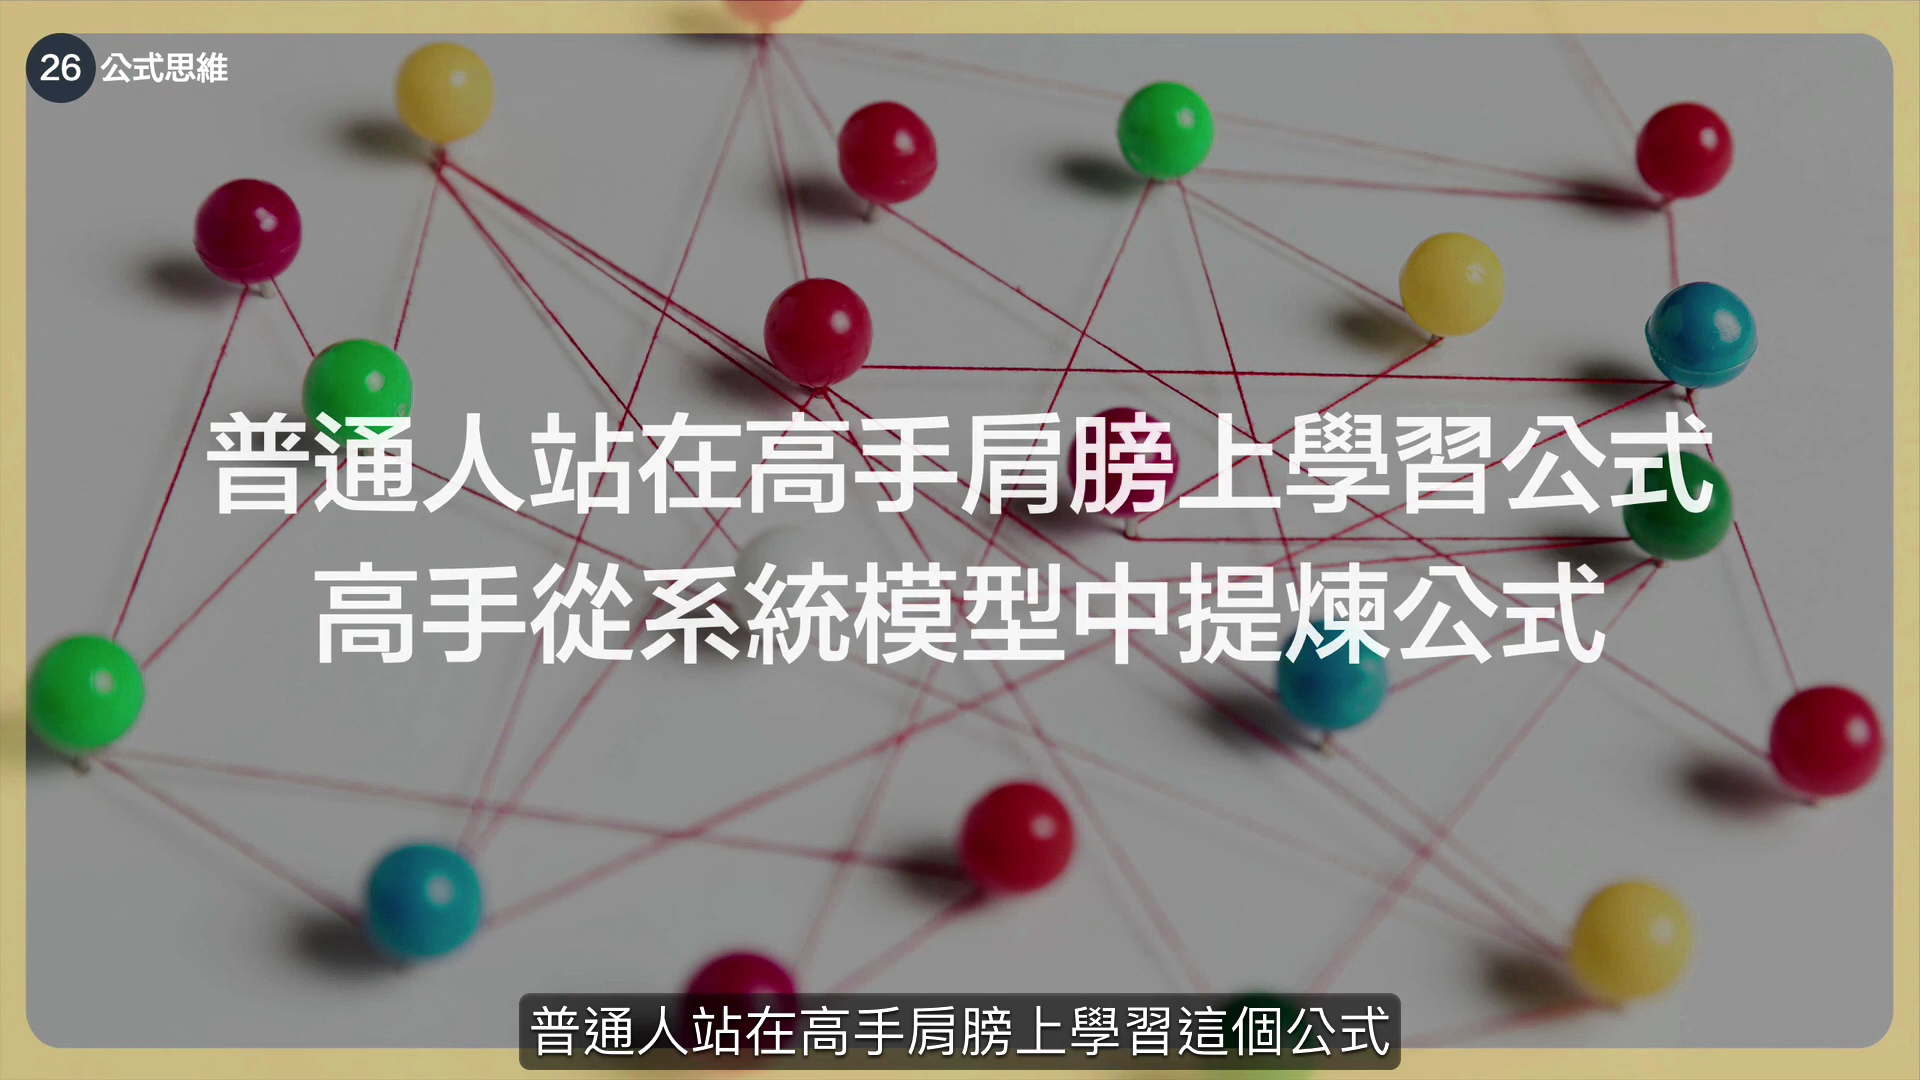 26 公式思維
普通人站在高手肩膀上學習公式
高手從系統模型中提煉公式
普通人站在高手肩膀上學習這個公式